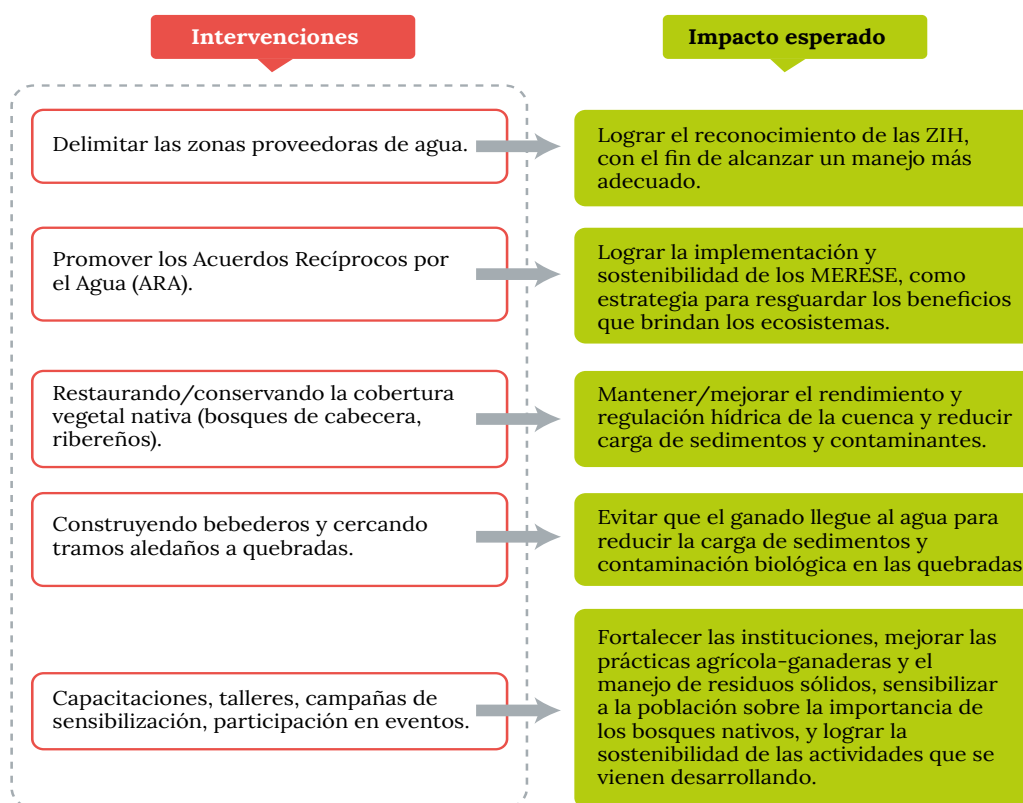 Intervenciones
Impacto esperado
Delimitar las zonas proveedoras de agua.
Lograr el reconocimiento de las ZIH,
con el fin de alcanzar un manejo más
adecuado.
Promover los Acuerdos Recíprocos por
el Agua (ARA).
Lograr la implementación y
sostenibilidad de los MERESE, como
estrategia para resguardar los beneficios
que brindan los ecosistemas.
Restaurando/conservando la cobertura
vegetal nativa (bosques de cabecera,
ribereños).
Mantener/mejorar el rendimiento y
regulación hídrica de la cuenca y reducir
carga de sedimentos y contaminantes.
Construyendo bebederos y cercando
tramos aledaños a quebradas.
Evitar que el ganado llegue al agua para
reducir la carga de sedimentos y
contaminación biológica en las quebradas
Capacitaciones, talleres, campañas de
sensibilización, participación en eventos.
Fortalecer las instituciones, mejorar las
prácticas agrícola-ganaderas y el
manejo de residuos sólidos, sensibilizar
a la población sobre la importancia de
los bosques nativos, y lograr la
sostenibilidad de las actividades que se
vienen desarrollando.